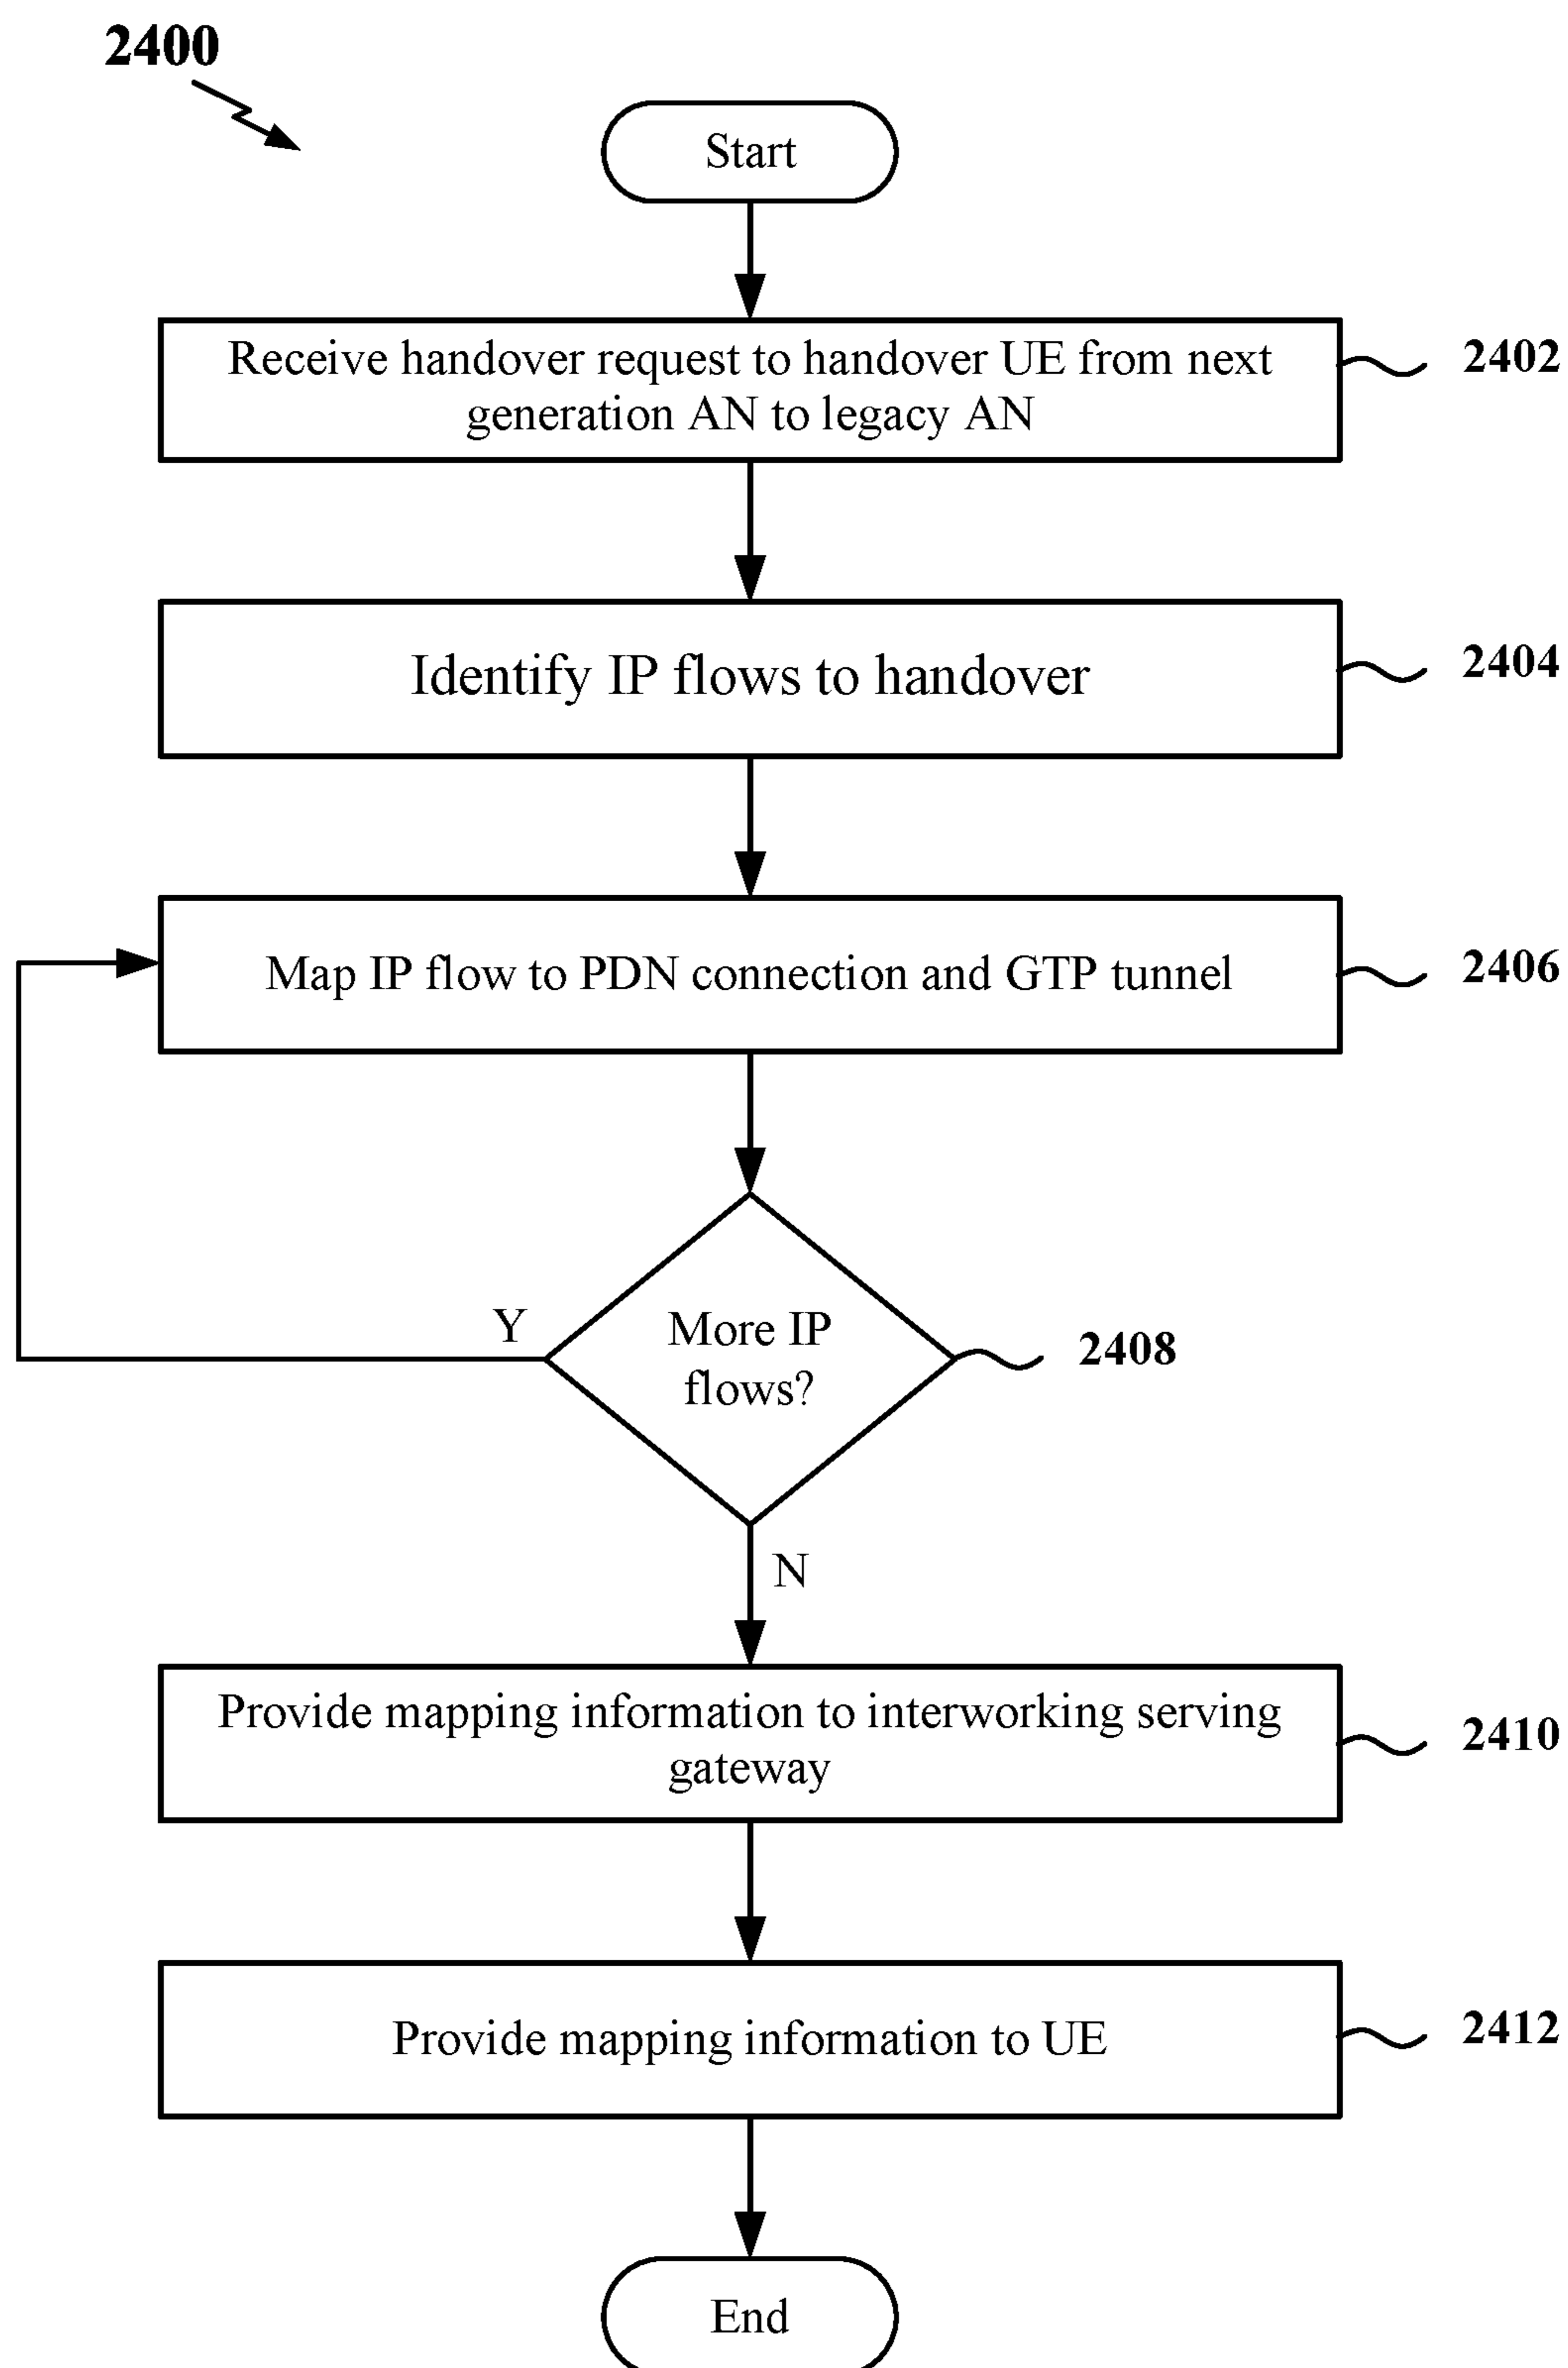 2400
Start
Receive handover request to handover UE from next
generation AN to legacy AN
2402
Identify IP flows to handover
2404
Map IP flow to PDN connection and GTP tunnel
2406
Y
More IP
flows?
2408
N
Provide mapping information to interworking serving
gateway
2410
Provide mapping information to UE
2412
End